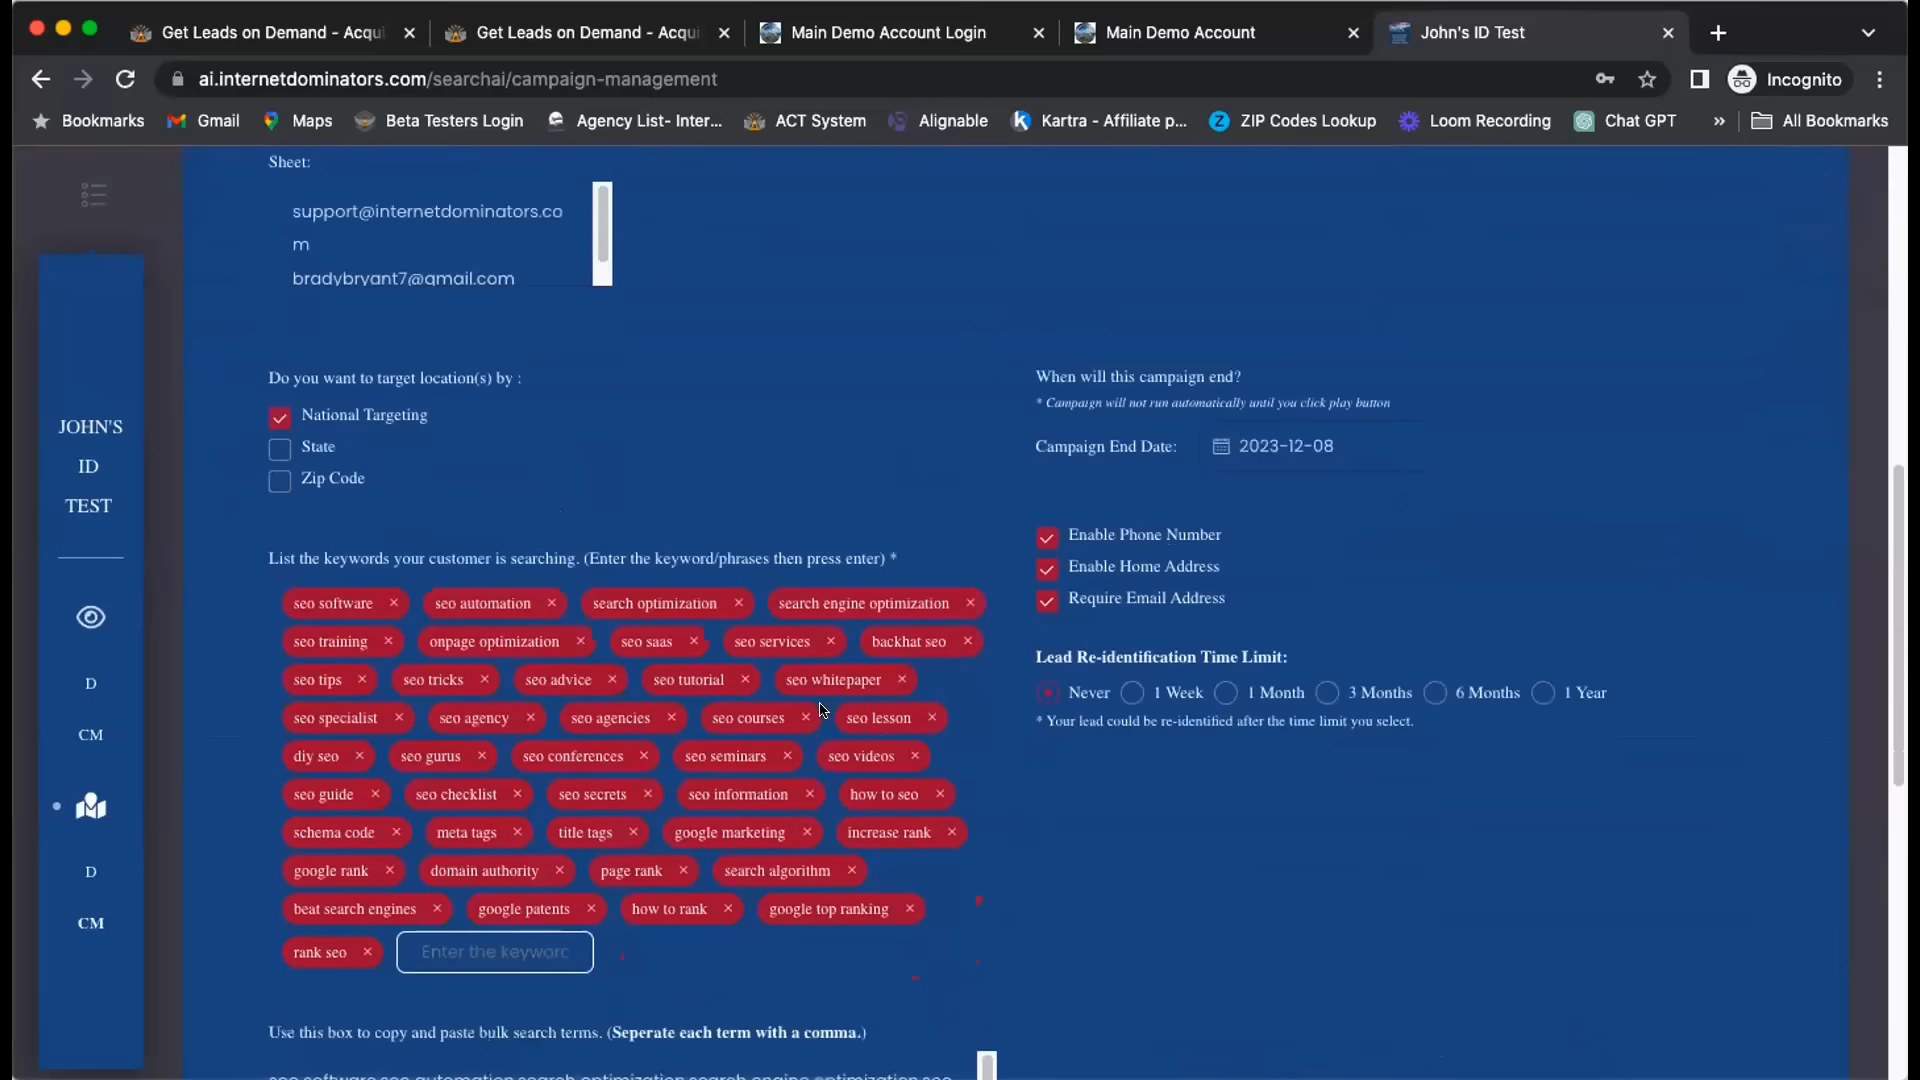 Get Leads on Demand - Acqui
Get Leads on Demand - Acqui
Main Demo Account Login
Main Demo Account
John's ID Test
ai.internetdominators.com/searchai/campaign-management
Incognito
Bookmarks
Gmail
Maps
Beta Testers Login
Agency List- Inter...
ACT System
Alignable
Kartra - Affiliate p...
ZIP Codes Lookup
Loom Recording
Chat GPT
»
All Bookmarks
JOHN'S
ID
TEST
D
CM
D
CM
Sheet:
support@internetdominators.co
m
bradybryant7@gmail.com
Do you want to target location(s) by :
National Targeting
State
Zip Code
When will this campaign end?
* Campaign will not run automatically until you click play button
Campaign End Date: 2023-12-08
Enable Phone Number
Enable Home Address
Require Email Address
Lead Re-identification Time Limit:
Never 1 Week 1 Month 3 Months 6 Months 1 Year
* Your lead could be re-identified after the time limit you select.
List the keywords your customer is searching. (Enter the keyword/phrases then press enter) *
seo software × seo automation × search optimization × search engine optimization ×
seo training × onpage optimization × seo saas × seo services × backhat seo ×
seo tips × seo tricks × seo advice × seo tutorial × seo whitepaper ×
seo specialist × seo agency × seo agencies × seo courses × seo lesson ×
diy seo × seo gurus × seo conferences × seo seminars × seo videos ×
seo guide × seo checklist × seo secrets × seo information × how to seo ×
schema code × meta tags × title tags × google marketing × increase rank ×
google rank × domain authority × page rank × search algorithm ×
beat search engines × google patents × how to rank × google top ranking ×
rank seo × Enter the keyworc
Use this box to copy and paste bulk search terms. (Seperate each term with a comma.)